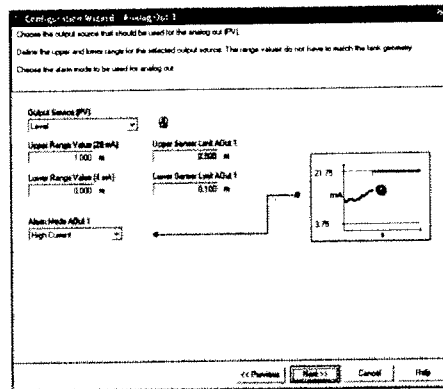 Configuration Wizard - Analog Out 1
Choose the output source that should be used for the analog out (PV).
Define the upper and lower range for the selected output source. The range values do not have to match the tank geometry.
Choose the alarm mode to be used for analog out
Output Source (PV)
Level
Upper Range Value (20 mA)
Upper Sensor Limit AOut 1
1.000 m
Lower Range Value (4 mA)
Lower Sensor Limit AOut 1
0.000 m
0.100 m
Alarm Mode AOut 1
High Current
21.75
mA
3.75
<< Previous
Next >>
Cancel
Help